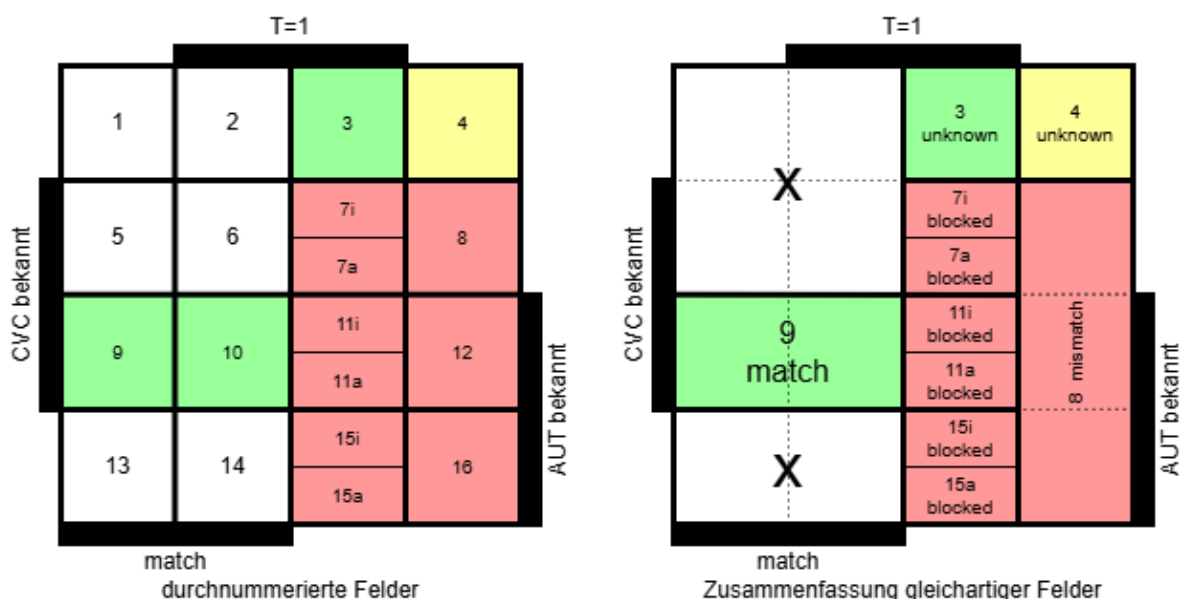 T=1
1 2 3 4
5 6 7i 8
7a
9 10 11i 12
11a
13 14 15i 16
15a
CVC bekannt
AUT bekannt
match
durchnummerierte Felder
T=1
3
unknown
4
unknown
X
7i
blocked
7a
blocked
9
match
11i
blocked
11a
blocked
8 mismatch
X
15i
blocked
15a
blocked
CVC bekannt
AUT bekannt
match
Zusammenfassung gleichartiger Felder